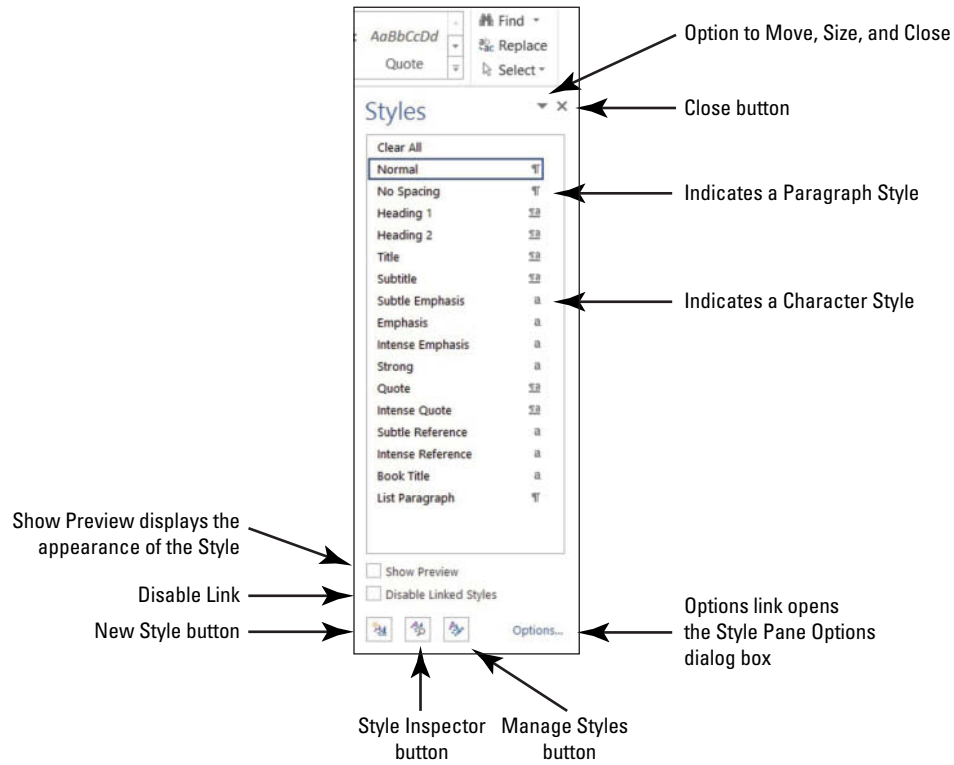 Find
AaBbCcDd
Replace
Quote
Select
Option to Move, Size, and Close
Styles
Close button
Clear All
Normal ¶
No Spacing ¶
Indicates a Paragraph Style
Heading 1 ¶a
Heading 2 ¶a
Title ¶a
Subtitle ¶a
Subtle Emphasis a
Indicates a Character Style
Emphasis a
Intense Emphasis a
Strong a
Quote ¶a
Intense Quote ¶a
Subtle Reference a
Intense Reference a
Book Title a
List Paragraph ¶
Show Preview displays the
appearance of the Style
Show Preview
Disable Link
Disable Linked Styles
New Style button
Options...
Options link opens
the Style Pane Options
dialog box
Style Inspector
button
Manage Styles
button